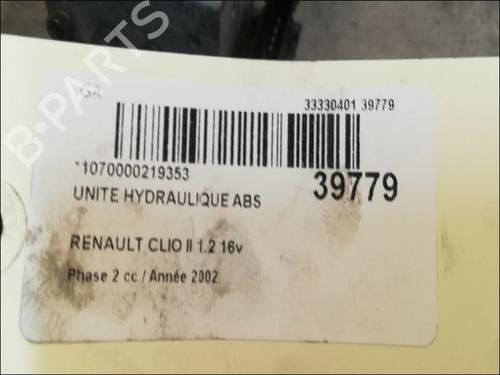 GA
33330401 39779
*1070000219353
39779
UNITE HYDRAULIQUE ABS
RENAULT CLIO II 1.2 16v
Phase 2 cc / Année 2002
B-PARTS